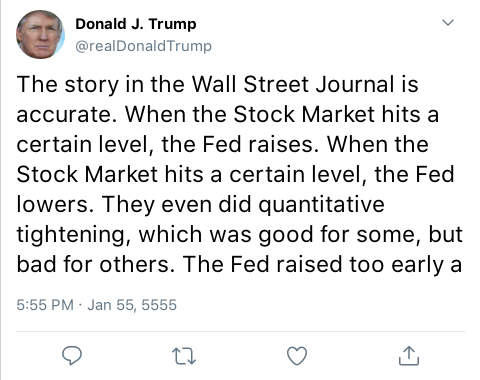 Donald J. Trump
@realDonaldTrump
The story in the Wall Street Journal is
accurate. When the Stock Market hits a
certain level, the Fed raises. When the
Stock Market hits a certain level, the Fed
lowers. They even did quantitative
tightening, which was good for some, but
bad for others. The Fed raised too early a
5:55 PM · Jan 55, 5555